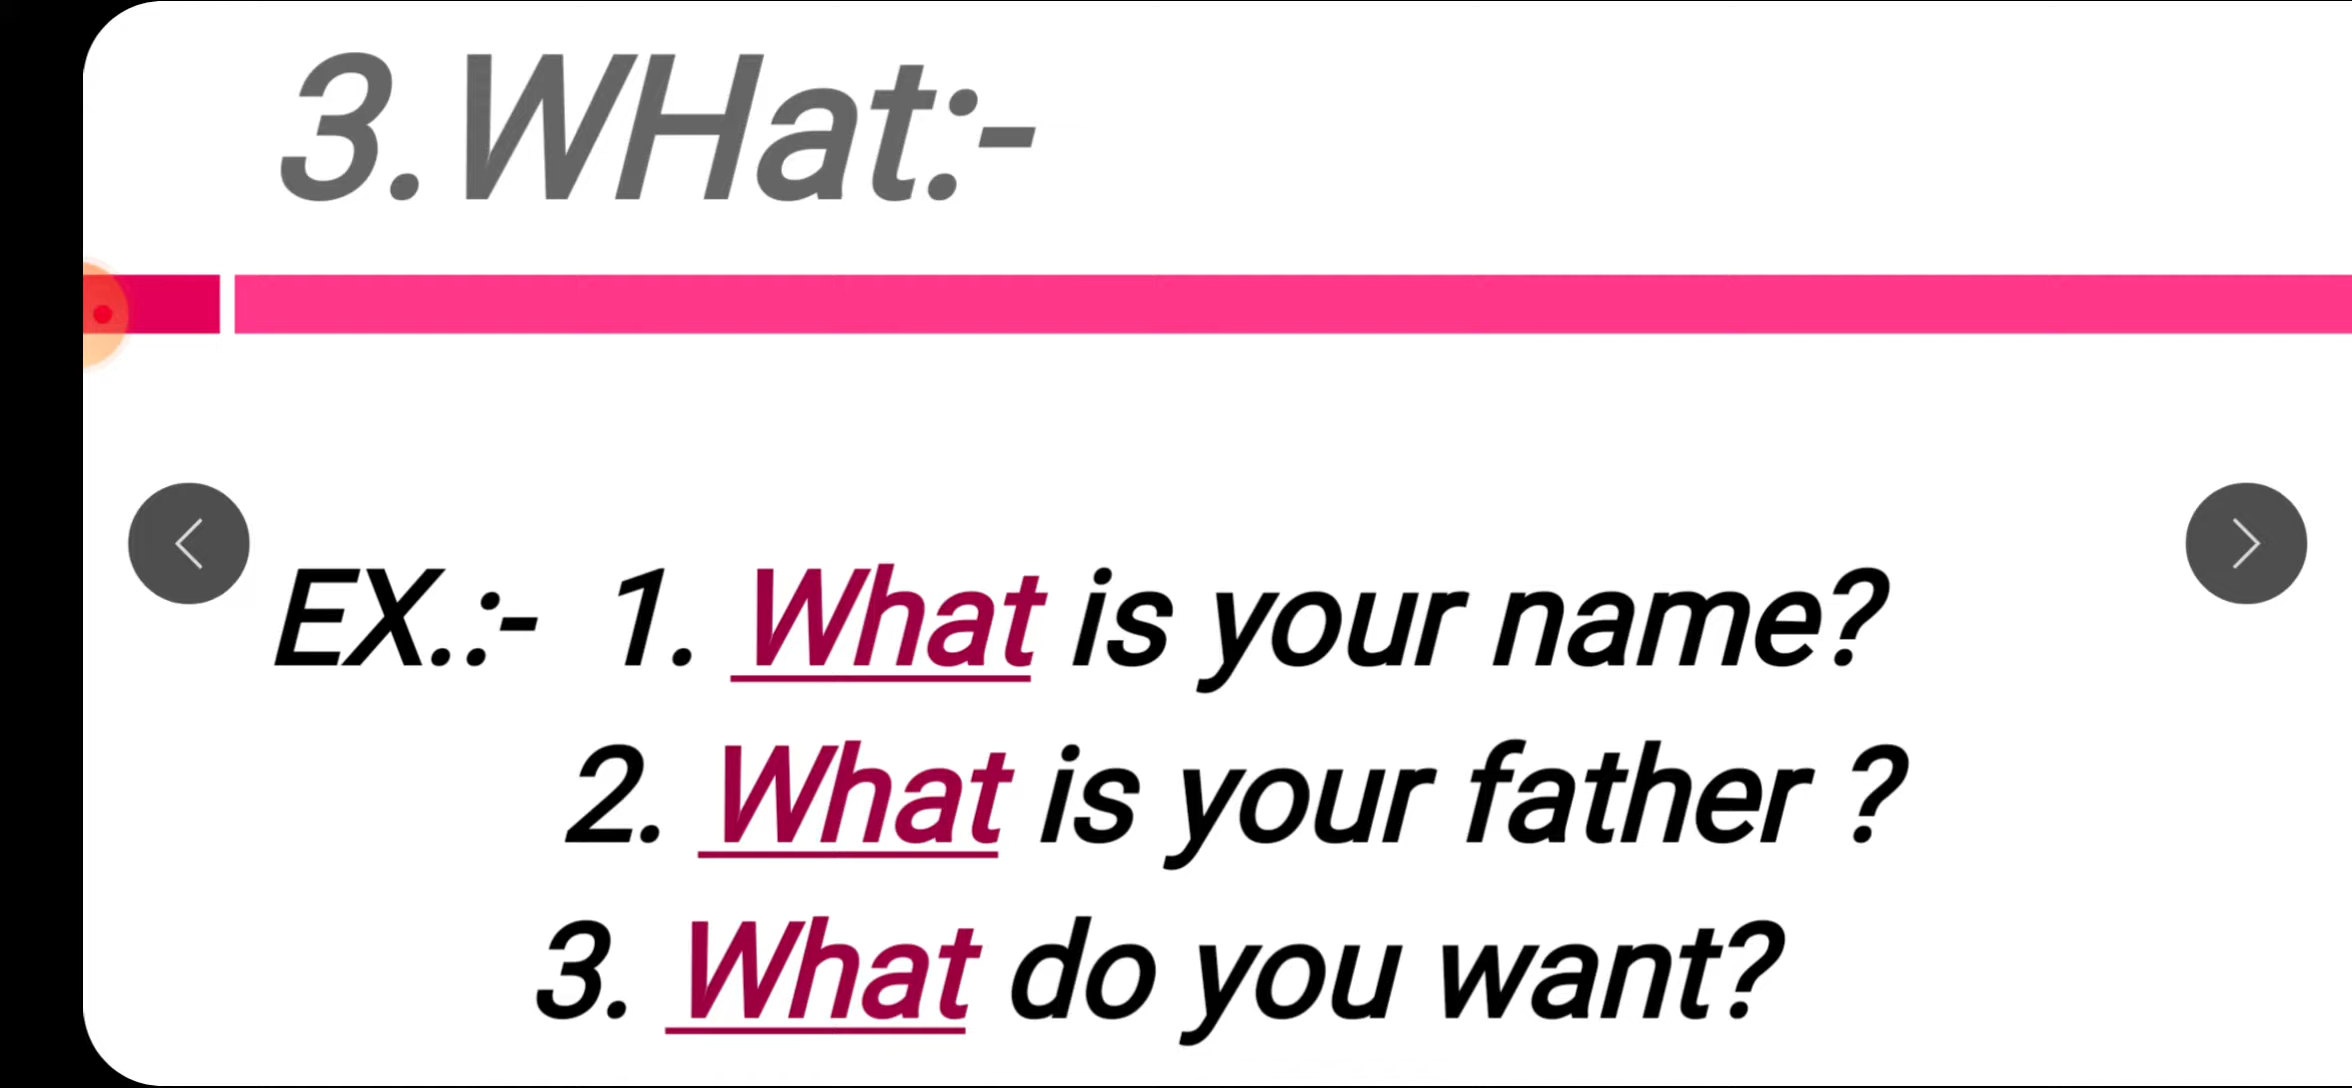 3.WHat:-
EX.:- 1. What is your name?
2. What is your father ?
3. What do you want?